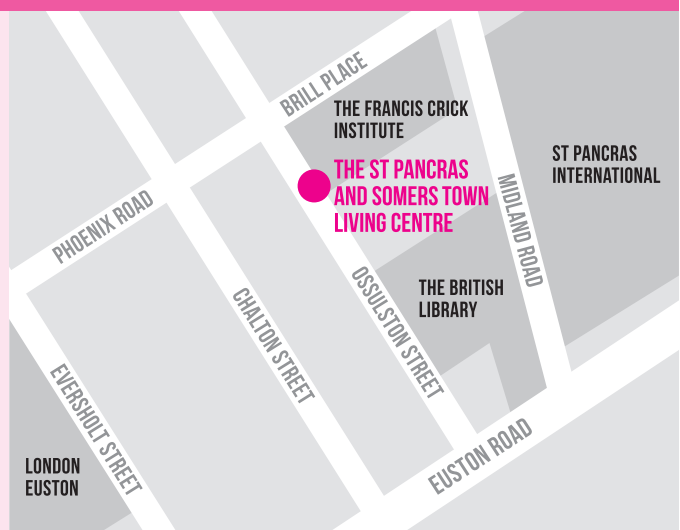 BRILL PLACE
THE FRANCIS CRICK
INSTITUTE
ST PANCRAS
INTERNATIONAL
THE ST PANCRAS
AND SOMERS TOWN
LIVING CENTRE
MIDLAND ROAD
PHOENIX ROAD
THE BRITISH
LIBRARY
OSSULSTON STREET
CHALTON STREET
EVERSHOLT STREET
EUSTON ROAD
LONDON
EUSTON